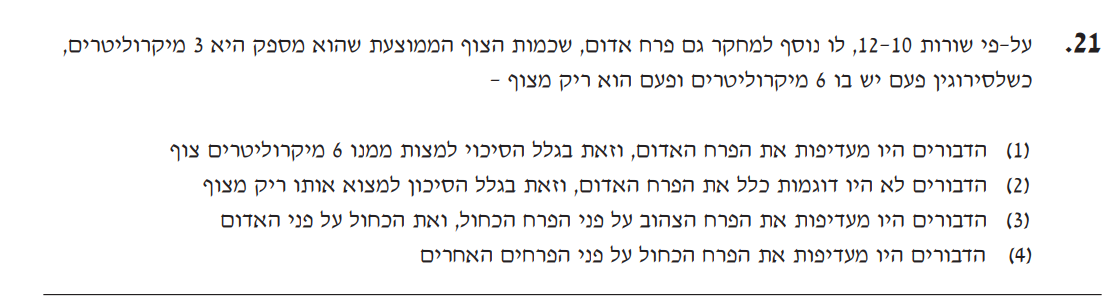 21. על-פי שורות 12-10, לו נוסף למחקר גם פרח אדום, שכמות הצוף הממוצעת שהוא מספק היא 3 מיקרוליטרים,
כשלסירוגין פעם יש בו 6 מיקרוליטרים ופעם הוא ריק מצוף -
(1) הדבורים היו מעדיפות את הפרח האדום, וזאת בגלל הסיכוי למצות ממנו 6 מיקרוליטרים צוף
(2) הדבורים לא היו דוגמות כלל את הפרח האדום, וזאת בגלל הסיכון למצוא אותו ריק מצוף
(3) הדבורים היו מעדיפות את הפרח הצהוב על פני הפרח הכחול, ואת הכחול על פני האדום
(4) הדבורים היו מעדיפות את הפרח הכחול על פני הפרחים האחרים